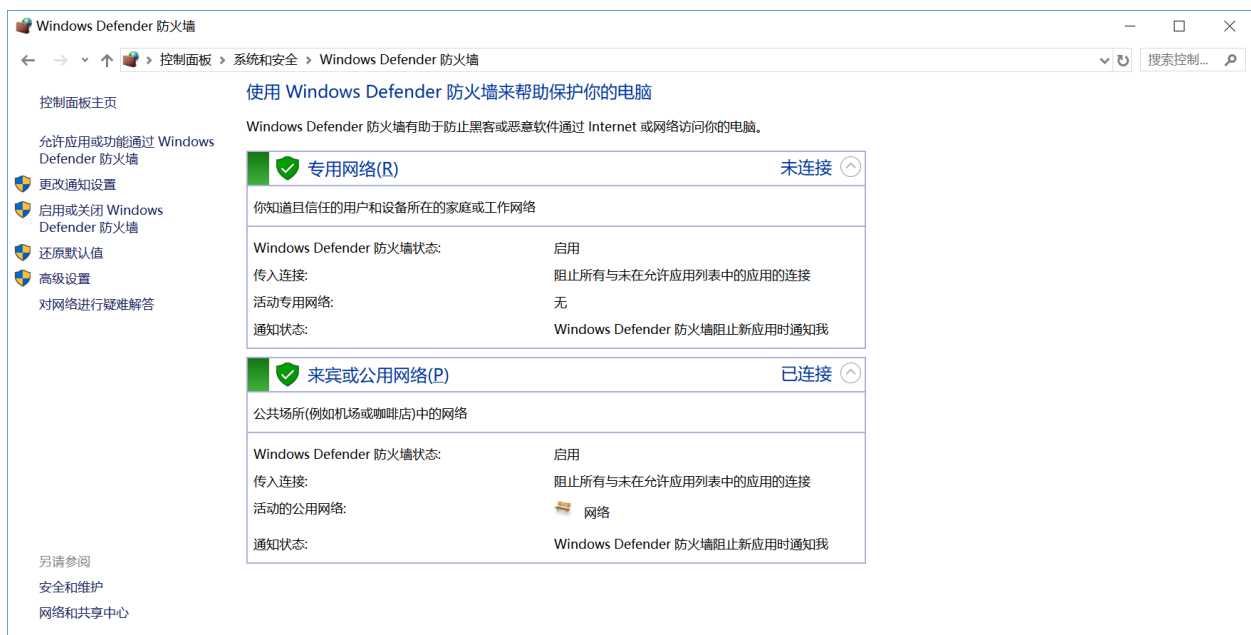 Windows Defender 防火墙
控制面板 › 系统和安全 › Windows Defender 防火墙
搜索控制...
控制面板主页
允许应用或功能通过 Windows
Defender 防火墙
更改通知设置
启用或关闭 Windows
Defender 防火墙
还原默认值
高级设置
对网络进行疑难解答
另请参阅
安全和维护
网络和共享中心
使用 Windows Defender 防火墙来帮助保护你的电脑
Windows Defender 防火墙有助于防止黑客或恶意软件通过 Internet 或网络访问你的电脑。
专用网络(R) 未连接
你知道且信任的用户和设备所在的家庭或工作网络
Windows Defender 防火墙状态: 启用
传入连接: 阻止所有与未在允许应用列表中的应用的连接
活动专用网络: 无
通知状态: Windows Defender 防火墙阻止新应用时通知我
来宾或公用网络(P) 已连接
公共场所(例如机场或咖啡店)中的网络
Windows Defender 防火墙状态: 启用
传入连接: 阻止所有与未在允许应用列表中的应用的连接
活动的公用网络: 网络
通知状态: Windows Defender 防火墙阻止新应用时通知我